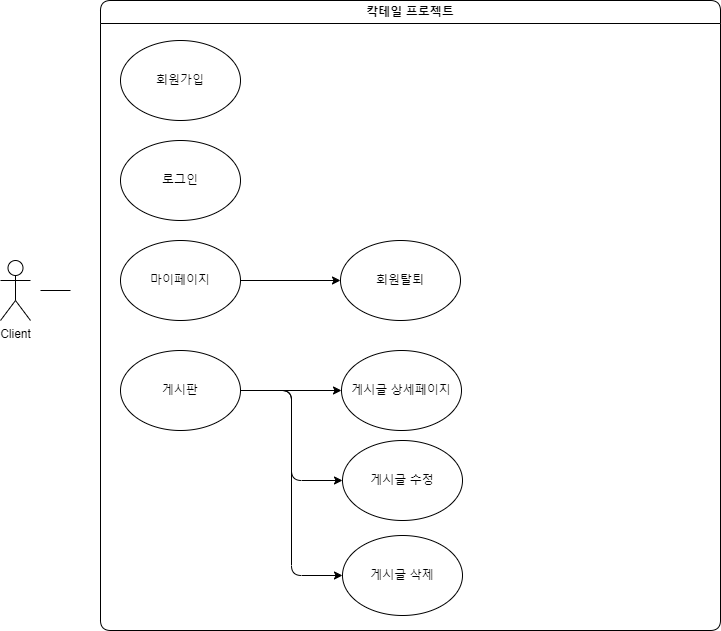 칵테일 프로젝트
회원가입
로그인
마이페이지
회원탈퇴
Client
게시판
게시글 상세페이지
게시글 수정
게시글 삭제